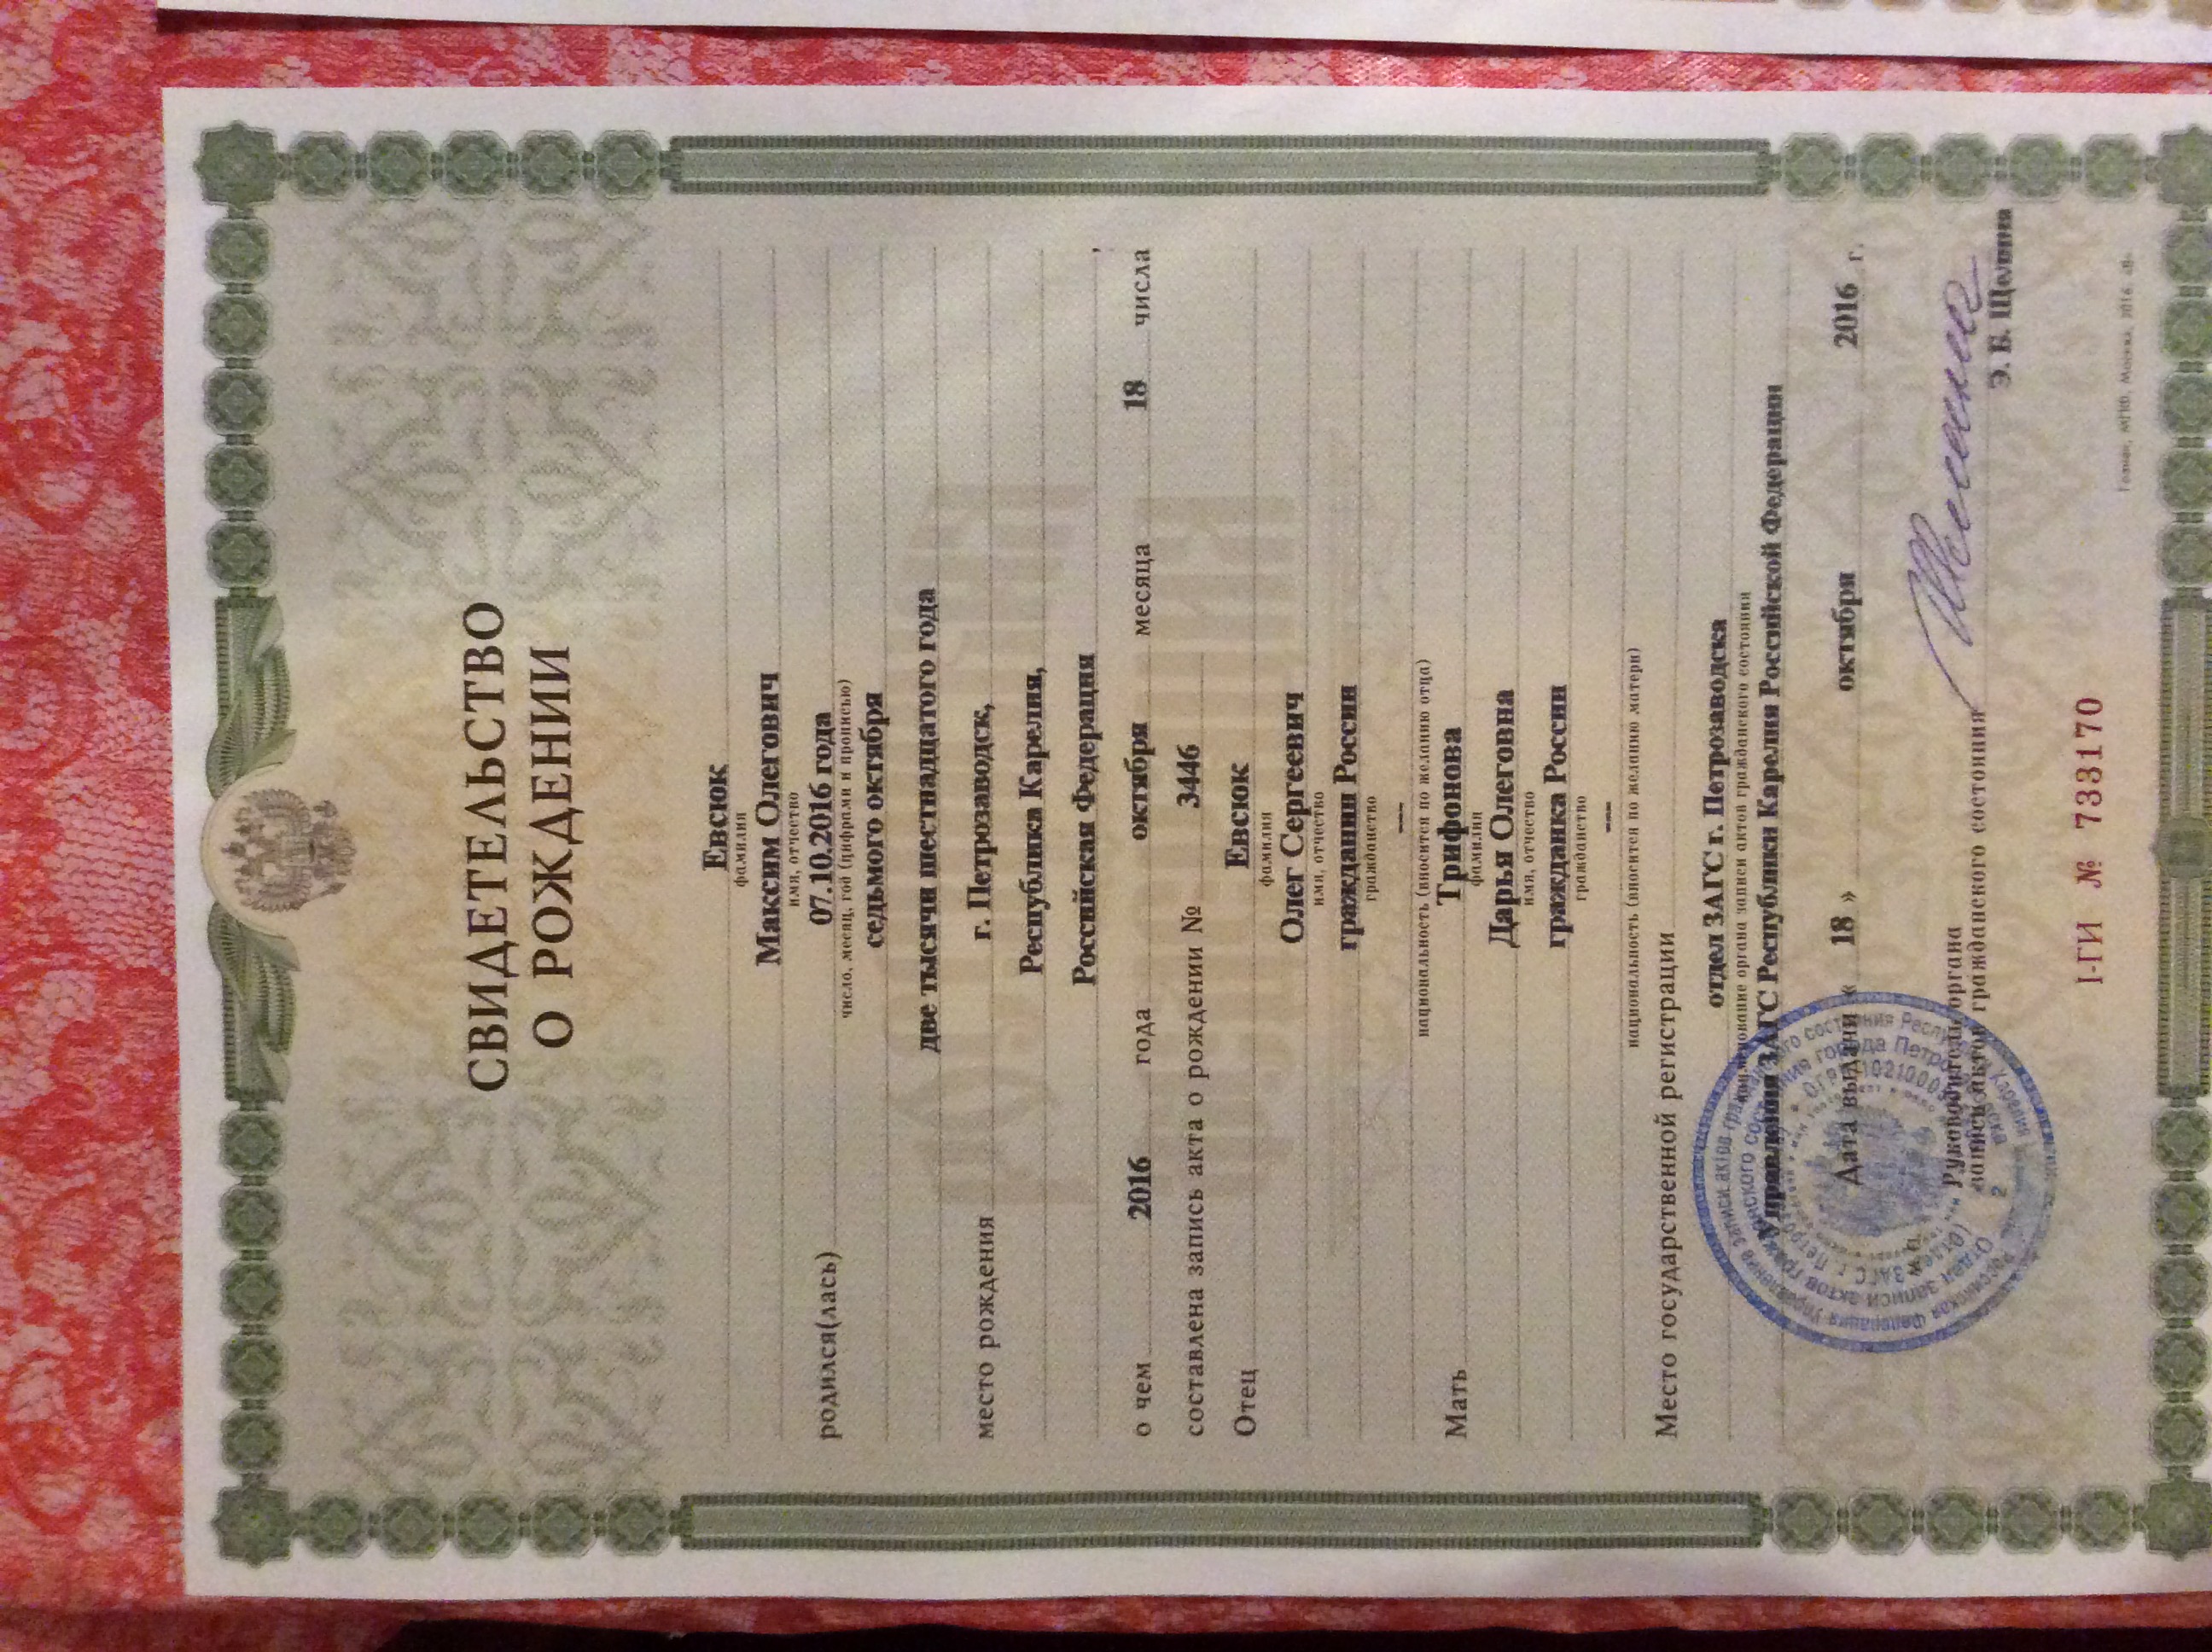 СВИДЕТЕЛЬСТВО
О РОЖДЕНИИ
Евсюк
фамилия
Максим Олегович
имя, отчество
родился(лась) 07.10.2016 года
число, месяц, год (цифрами и прописью)
седьмого октября
две тысячи шестнадцатого года
место рождения г. Петрозаводск,
Республика Карелия,
Российская Федерация ,
о чем 2016 года октября месяца 18 числа
составлена запись акта о рождении № 3446
Отец Евсюк
фамилия
Олег Сергеевич
имя, отчество
гражданин России
гражданство
---
национальность (вносится по желанию отца)
Мать Трифонова
фамилия
Дарья Олеговна
имя, отчество
гражданка России
гражданство
---
национальность (вносится по желанию матери)
Место государственной регистрации
отдел ЗАГС г. Петрозаводска
наименование органа записи актов гражданского состояния
Управления ЗАГС Республики Карелия Российской Федерации
Дата выдачи « 18 » октября 2016 г.
М.П.
Руководитель органа
записи актов гражданского состояния
Э. Б. Щелина
I-ГИ № 733170
Гознак, МПФ, Москва, 2016, «В».